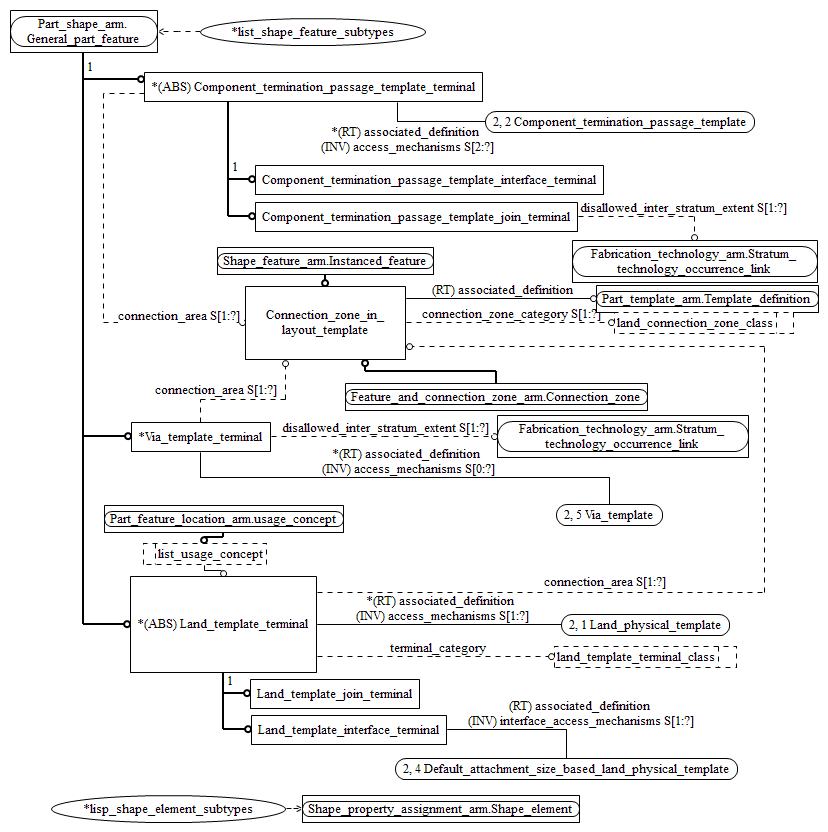 Part_shape_arm.
General_part_feature
*list_shape_feature_subtypes
1
*(ABS) Component_termination_passage_template_terminal
2, 2 Component_termination_passage_template
*(RT) associated_definition
(INV) access_mechanisms S[2:?]
1
Component_termination_passage_template_interface_terminal
Component_termination_passage_template_join_terminal
disallowed_inter_stratum_extent S[1:?]
Fabrication_technology_arm.Stratum_
technology_occurrence_link
Shape_feature_arm.Instanced_feature
(RT) associated_definition
Part_template_arm.Template_definition
connection_area S[1:?]
Connection_zone_in_
layout_template
connection_zone_category S[1:?]
land_connection_zone_class
connection_area S[1:?]
Feature_and_connection_zone_arm.Connection_zone
*Via_template_terminal
disallowed_inter_stratum_extent S[1:?]
Fabrication_technology_arm.Stratum_
technology_occurrence_link
*(RT) associated_definition
(INV) access_mechanisms S[0:?]
2, 5 Via_template
Part_feature_location_arm.usage_concept
list_usage_concept
connection_area S[1:?]
*(ABS) Land_template_terminal
*(RT) associated_definition
(INV) access_mechanisms S[1:?]
2, 1 Land_physical_template
terminal_category
land_template_terminal_class
1
Land_template_join_terminal
Land_template_interface_terminal
(RT) associated_definition
(INV) interface_access_mechanisms S[1:?]
2, 4 Default_attachment_size_based_land_physical_template
*lisp_shape_element_subtypes
Shape_property_assignment_arm.Shape_element